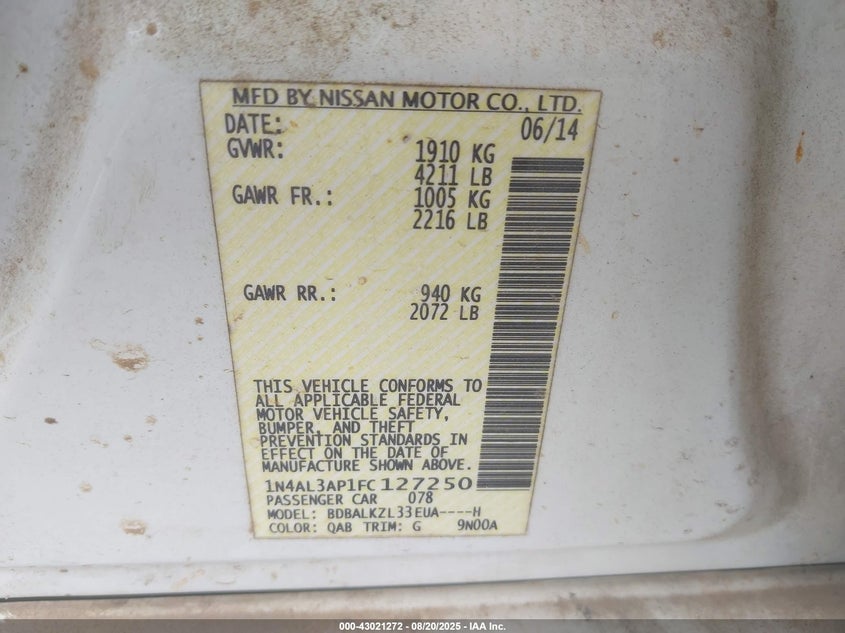 MFD BY NISSAN MOTOR CO., LTD.
DATE: 06/14
GVWR: 1910 KG
4211 LB
GAWR FR.: 1005 KG
2216 LB
GAWR RR.: 940 KG
2072 LB
THIS VEHICLE CONFORMS TO
ALL APPLICABLE FEDERAL
MOTOR VEHICLE SAFETY,
BUMPER, AND THEFT
PREVENTION STANDARDS IN
EFFECT ON THE DATE OF
MANUFACTURE SHOWN ABOVE.
1N4AL3AP1FC127250
PASSENGER CAR 078
MODEL: BDBALKZL33EUA----H
COLOR: QAB TRIM: G 9N00A
000-43021272 - 08/20/2025 - IAA Inc.